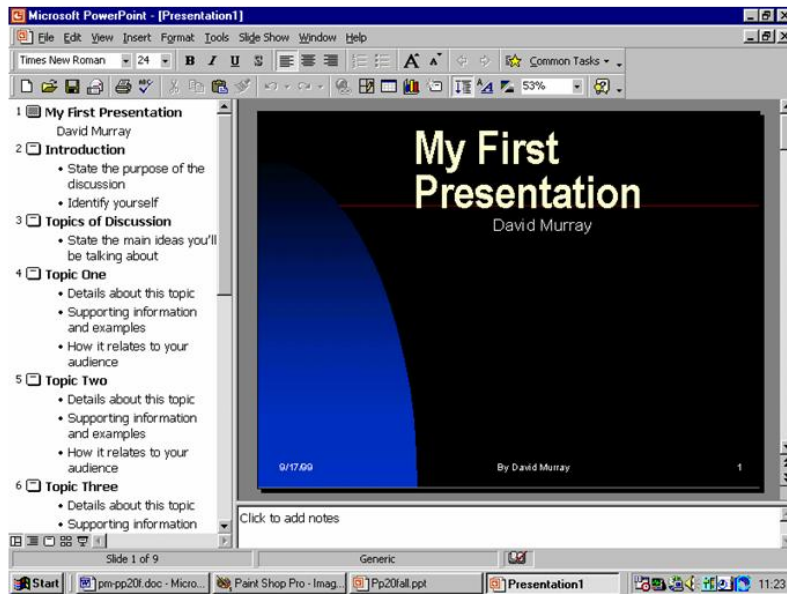 Microsoft PowerPoint - [Presentation1]
File Edit View Insert Format Tools Slide Show Window Help
Times New Roman 24 B I U S A A Common Tasks
53%
1 My First Presentation
David Murray
2 Introduction
• State the purpose of the
discussion
• Identify yourself
3 Topics of Discussion
• State the main ideas you'll
be talking about
4 Topic One
• Details about this topic
• Supporting information
and examples
• How it relates to your
audience
5 Topic Two
• Details about this topic
• Supporting information
and examples
• How it relates to your
audience
6 Topic Three
• Details about this topic
• Supporting information
My First
Presentation
David Murray
9/17/99 By David Murray 1
Click to add notes
Slide 1 of 9 Generic
Start pm-pp20f.doc - Micro... Paint Shop Pro - Imag... Pp20fall.ppt Presentation1 11:23